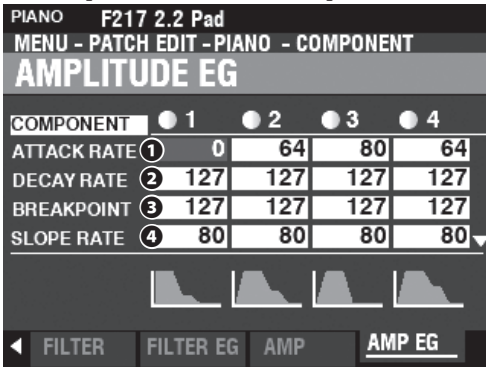 PIANO F217 2.2 Pad
MENU - PATCH EDIT - PIANO - COMPONENT
AMPLITUDE EG
COMPONENT 1 2 3 4
ATTACK RATE 1 0 64 80 64
DECAY RATE 2 127 127 127 127
BREAKPOINT 3 127 127 127 127
SLOPE RATE 4 80 80 80 80
FILTER FILTER EG AMP AMP EG